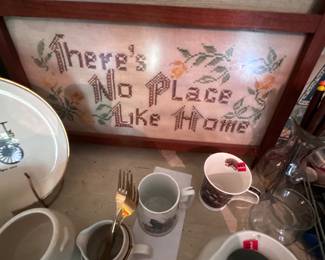 There's
No Place
Like Home